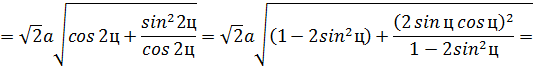 =√2a√(cos 2ц + sin²2ц/cos 2ц) = √2a√((1 − 2sin²ц) + (2 sin ц cos ц)²/(1 − 2sin²ц)) =